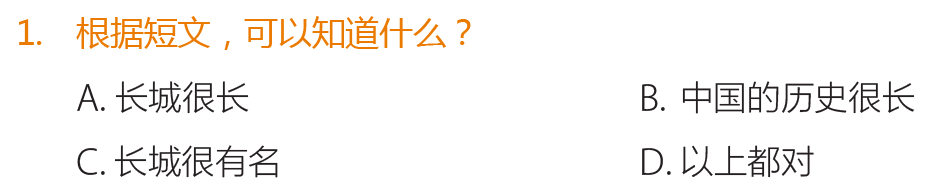 1. 根据短文，可以知道什么？
A. 长城很长 B. 中国的历史很长
C. 长城很有名 D. 以上都对